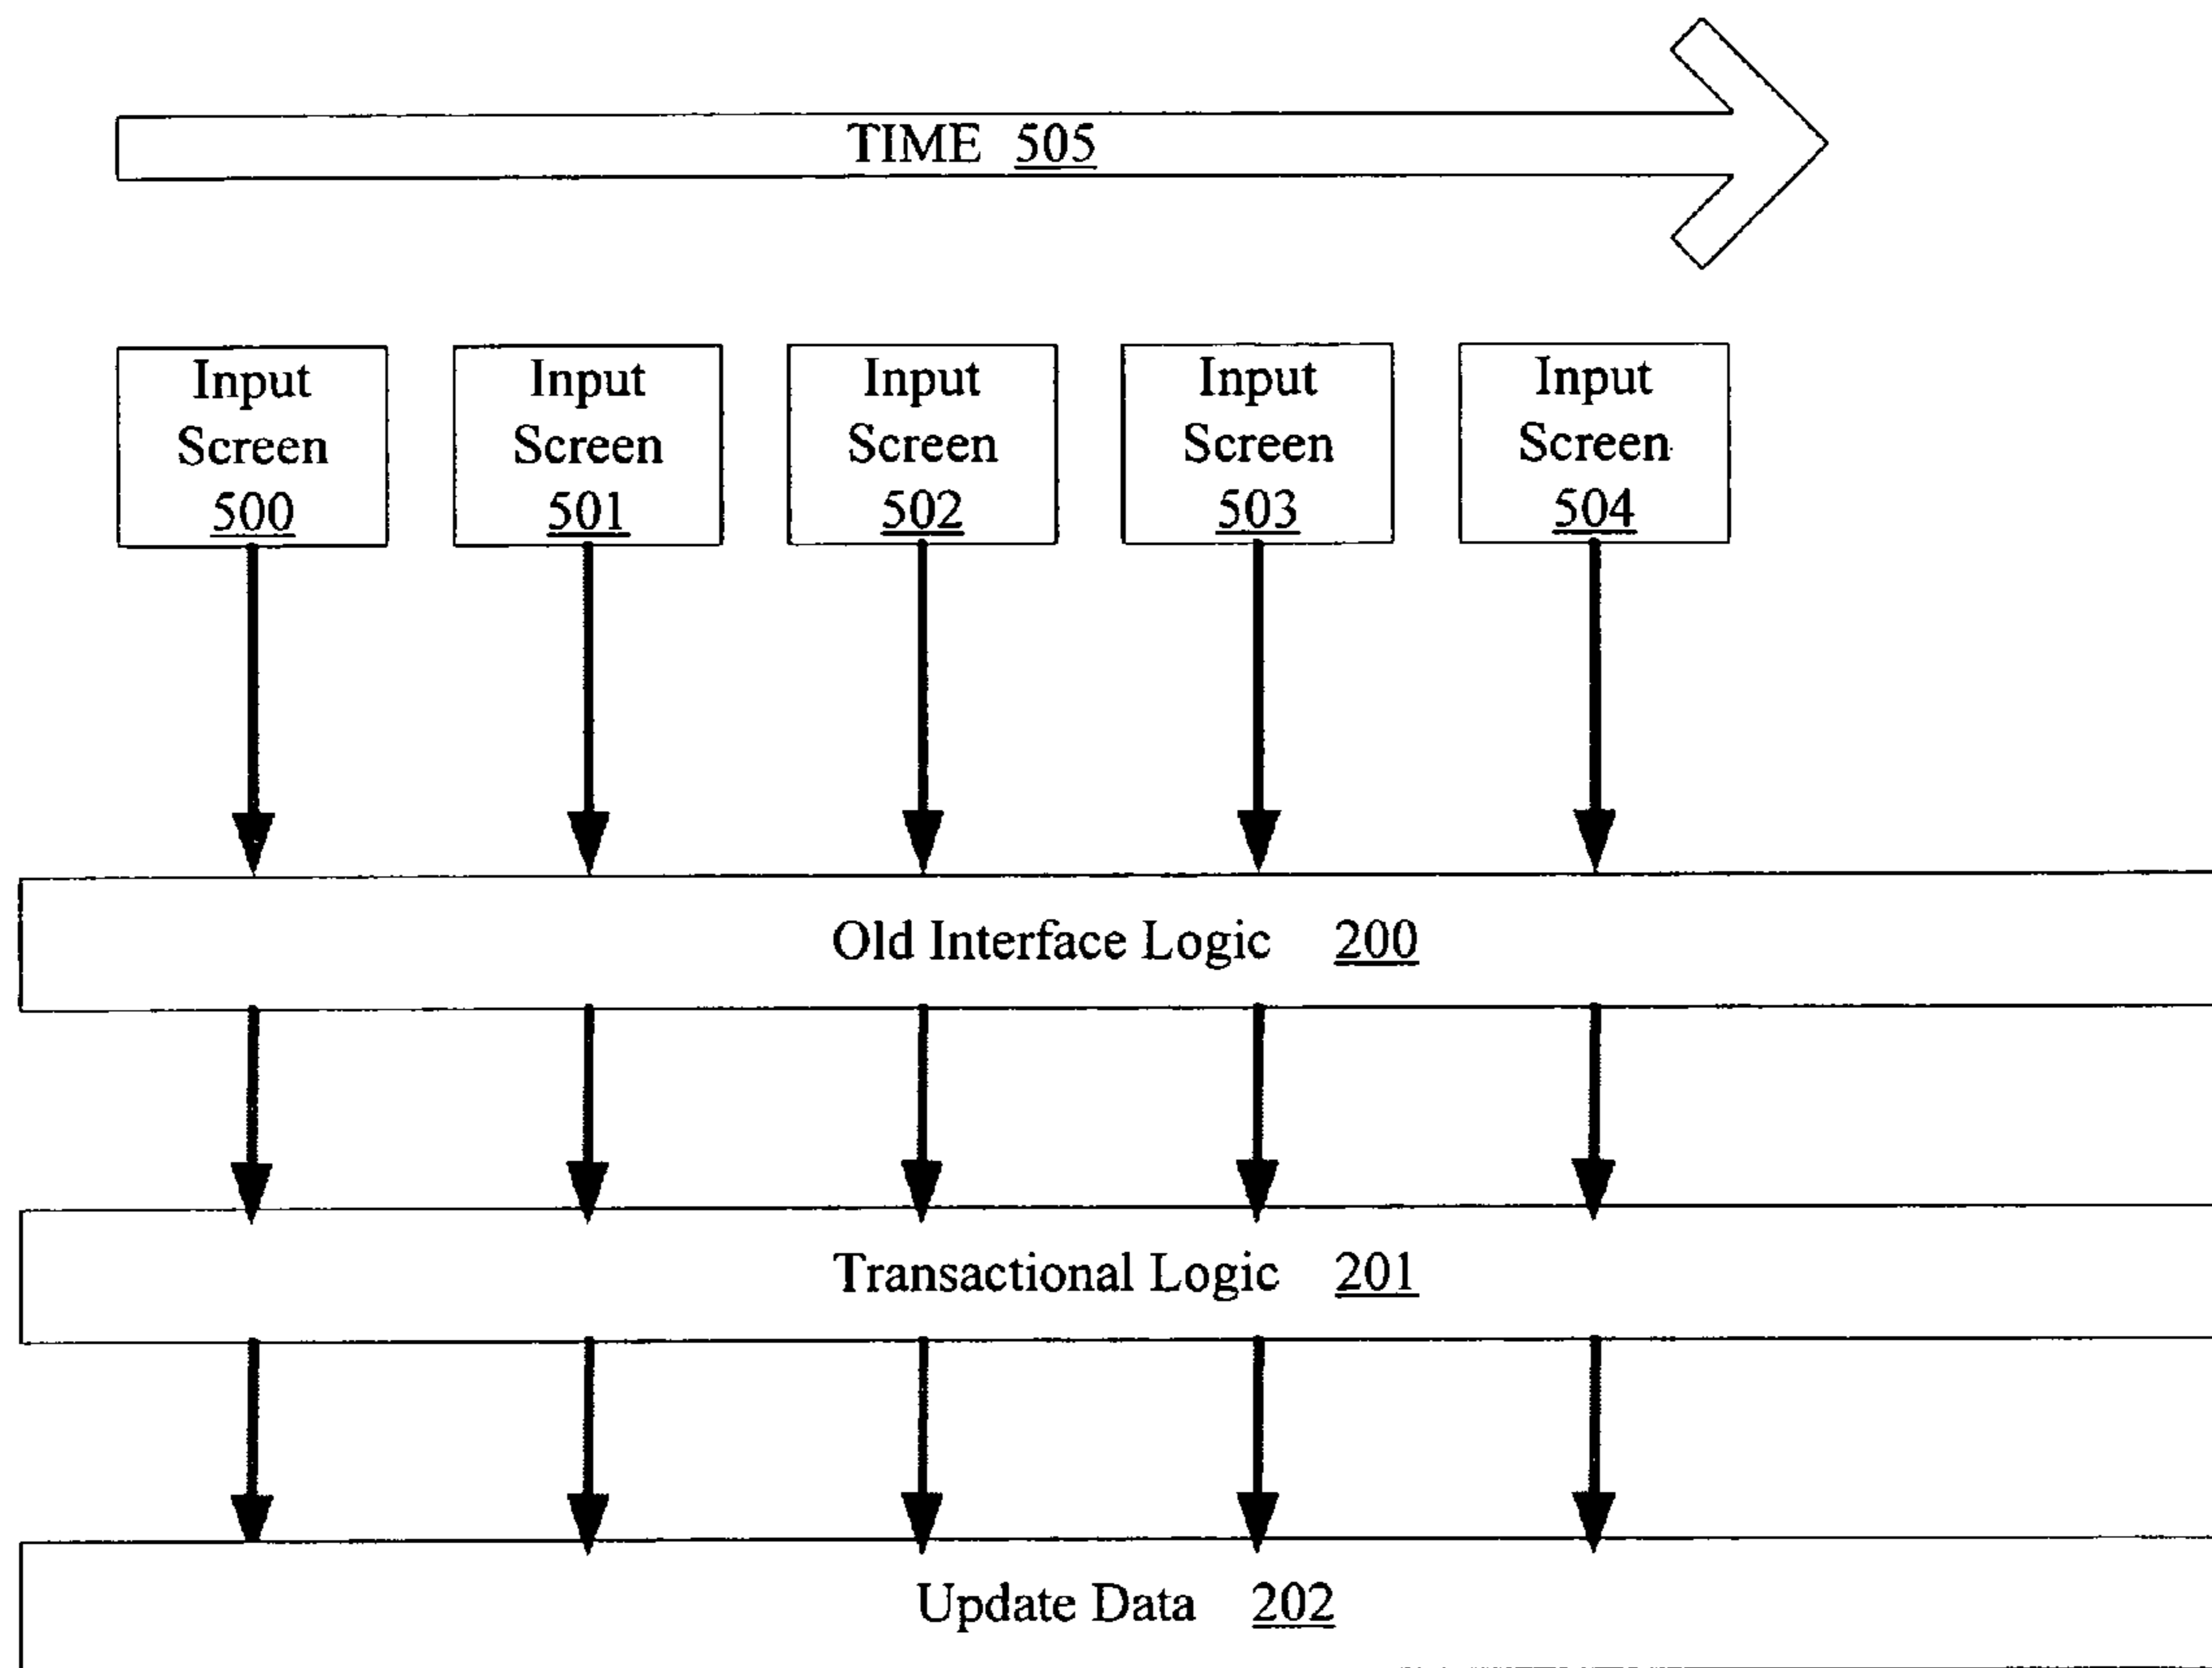 TIME 505
Input
Screen
500
Input
Screen
501
Input
Screen
502
Input
Screen
503
Input
Screen
504
Old Interface Logic 200
Transactional Logic 201
Update Data 202